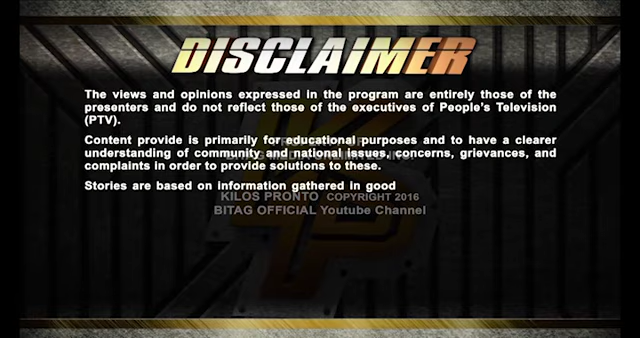 DISCLAIMER
The views and opinions expressed in the program are entirely those of the
presenters and do not reflect those of the executives of People's Television
(PTV).
Content provide is primarily for educational purposes and to have a clearer
understanding of community and national issues, concerns, grievances, and
complaints in order to provide solutions to these.
Stories are based on information gathered in good
KILOS PRONTO COPYRIGHT 2016
BITAG OFFICIAL Youtube Channel